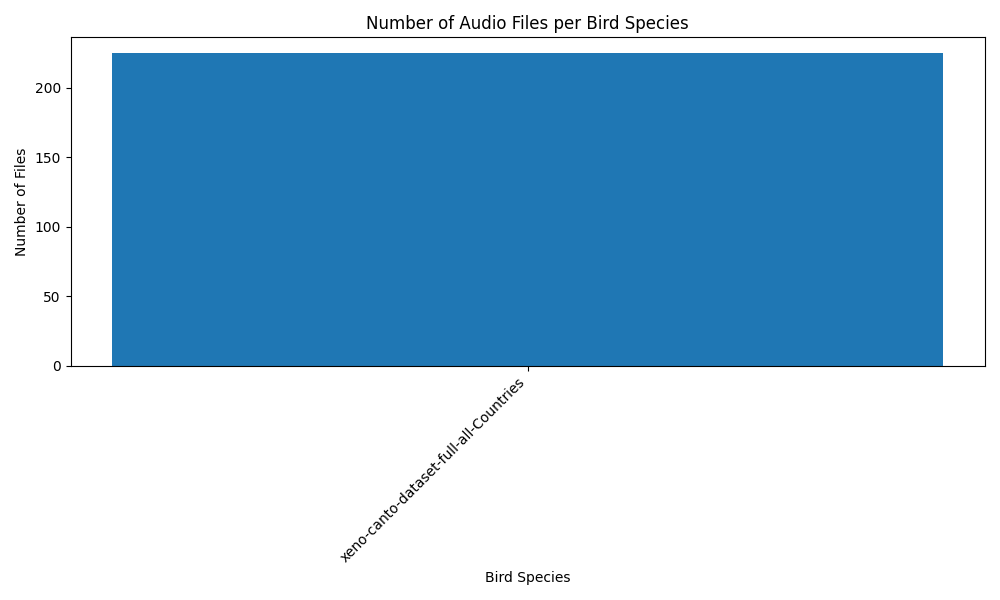 Number of Audio Files per Bird Species
Number of Files
200
150
100
50
0
xeno-canto-dataset-full-all-Countries
Bird Species